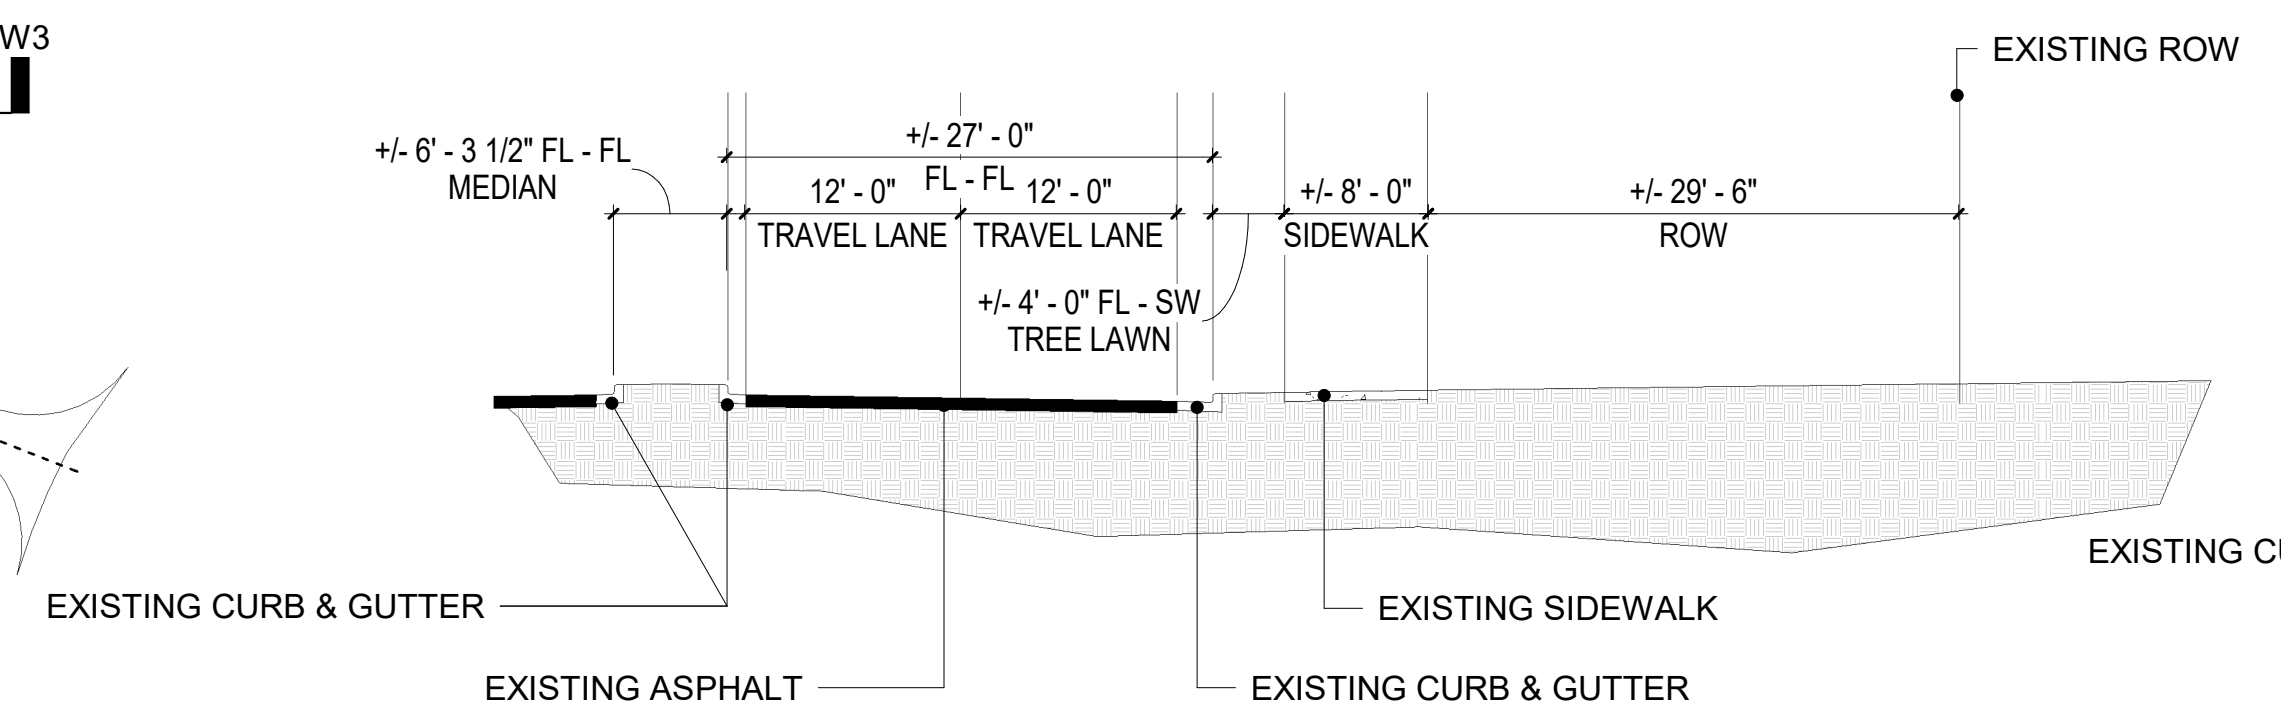 W3
EXISTING ROW
+/- 27' - 0"
FL - FL
+/- 6' - 3 1/2" FL - FL
MEDIAN
12' - 0"
TRAVEL LANE
12' - 0"
TRAVEL LANE
+/- 8' - 0"
SIDEWALK
+/- 29' - 6"
ROW
+/- 4' - 0" FL - SW
TREE LAWN
EXISTING CU
EXISTING CURB & GUTTER
EXISTING SIDEWALK
EXISTING ASPHALT
EXISTING CURB & GUTTER